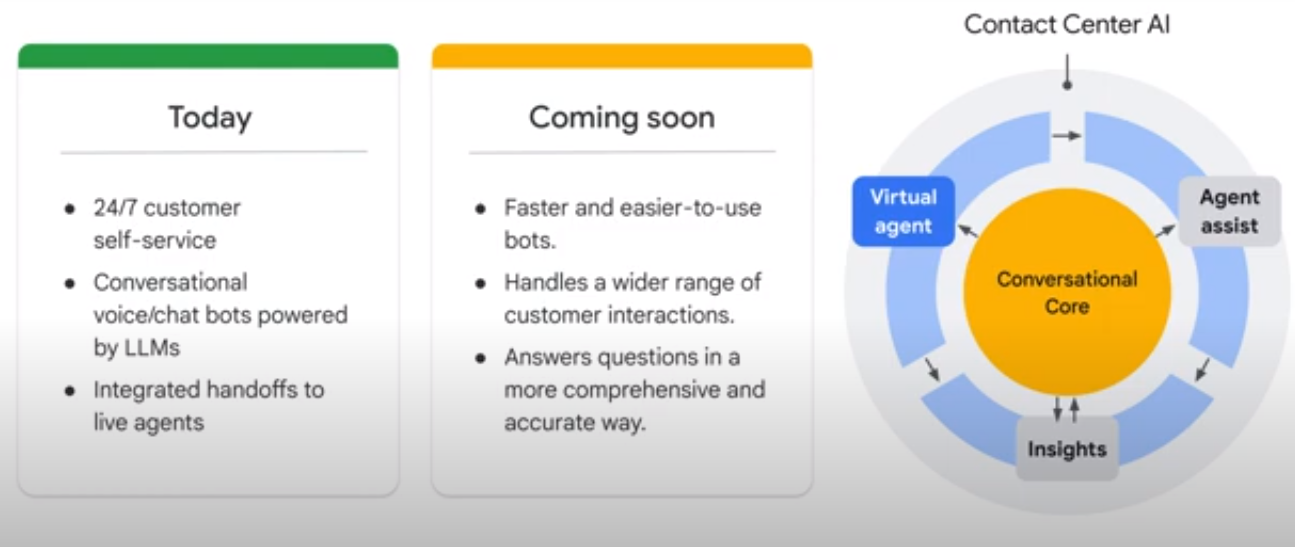 Contact Center AI
Today
• 24/7 customer
self-service
• Conversational
voice/chat bots powered
by LLMs
• Integrated handoffs to
live agents
Coming soon
• Faster and easier-to-use
bots.
• Handles a wider range of
customer interactions.
• Answers questions in a
more comprehensive and
accurate way.
Virtual
agent
Agent
assist
Conversational
Core
Insights